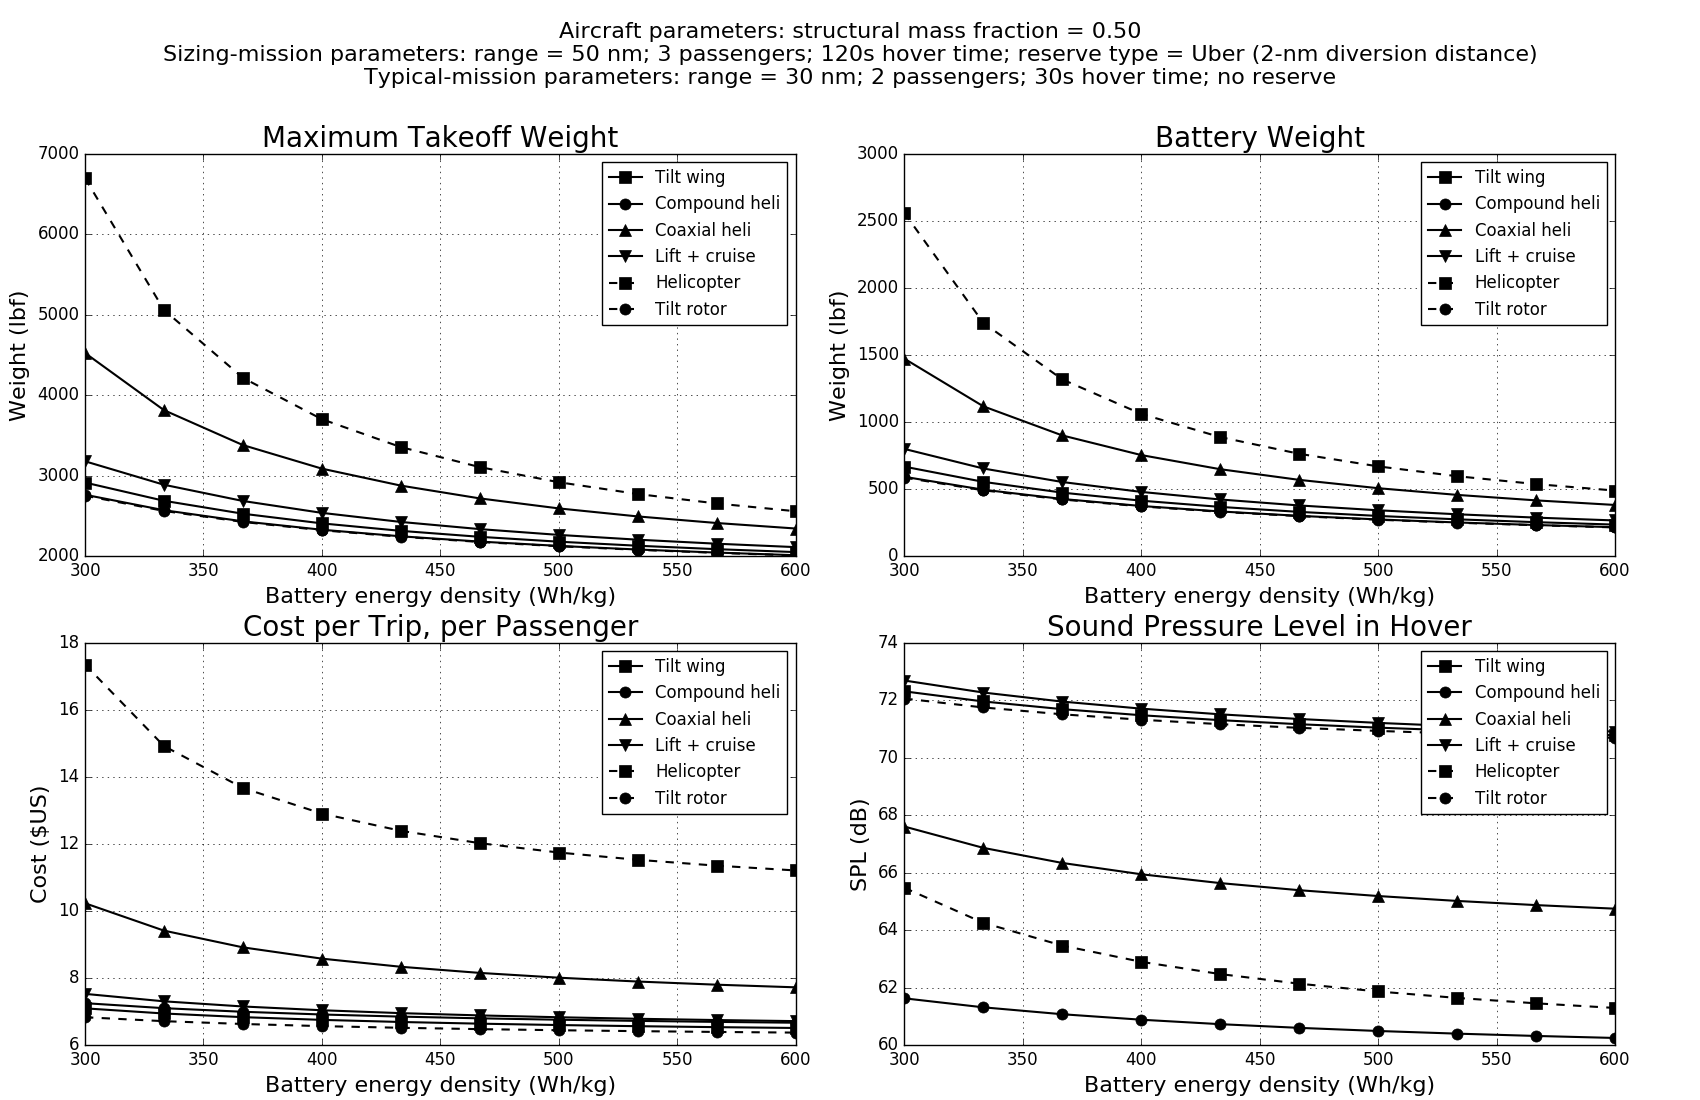 Aircraft parameters: structural mass fraction = 0.50
Sizing-mission parameters: range = 50 nm; 3 passengers; 120s hover time; reserve type = Uber (2-nm diversion distance)
Typical-mission parameters: range = 30 nm; 2 passengers; 30s hover time; no reserve
Maximum Takeoff Weight
7000
6000
5000
4000
3000
2000
Weight (lbf)
Tilt wing
Compound heli
Coaxial heli
Lift + cruise
Helicopter
Tilt rotor
300 350 400 450 500 550 600
Battery energy density (Wh/kg)
Battery Weight
3000
2500
2000
1500
1000
500
0
Weight (lbf)
Tilt wing
Compound heli
Coaxial heli
Lift + cruise
Helicopter
Tilt rotor
300 350 400 450 500 550 600
Battery energy density (Wh/kg)
Cost per Trip, per Passenger
18
16
14
12
10
8
6
Cost ($US)
Tilt wing
Compound heli
Coaxial heli
Lift + cruise
Helicopter
Tilt rotor
300 350 400 450 500 550 600
Battery energy density (Wh/kg)
Sound Pressure Level in Hover
74
72
70
68
66
64
62
60
SPL (dB)
Tilt wing
Compound heli
Coaxial heli
Lift + cruise
Helicopter
Tilt rotor
300 350 400 450 500 550 600
Battery energy density (Wh/kg)